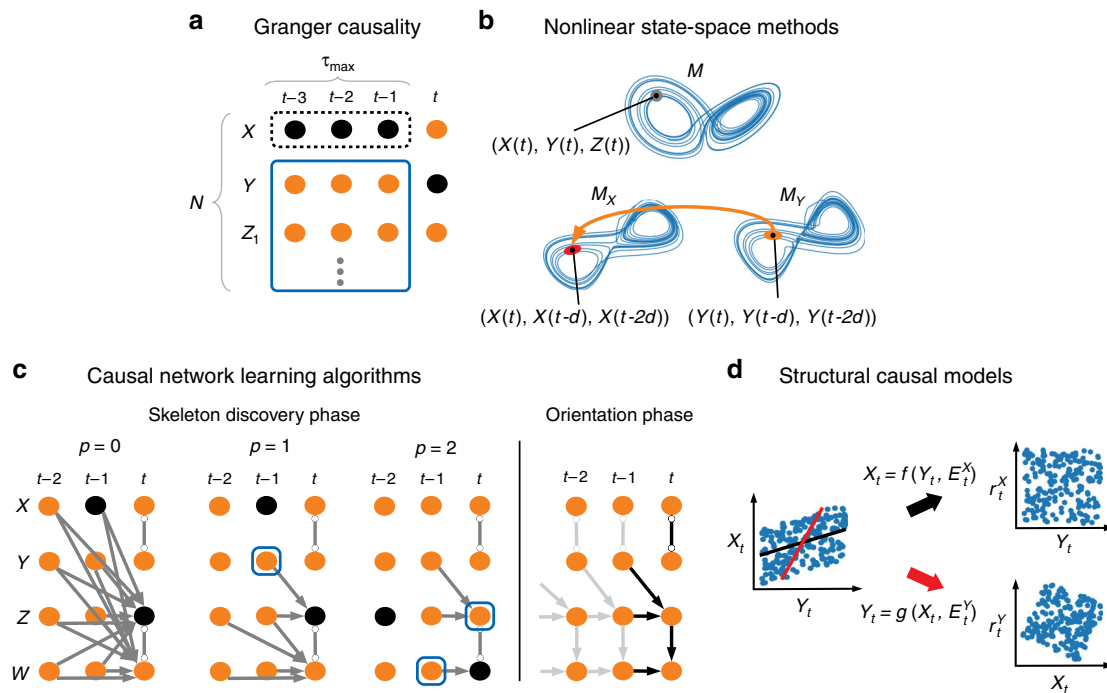 a Granger causality
τmax
t–3 t–2 t–1 t
X
Y
Z1
N
b Nonlinear state-space methods
M
(X(t), Y(t), Z(t))
MX MY
(X(t), X(t-d), X(t-2d)) (Y(t), Y(t-d), Y(t-2d))
c Causal network learning algorithms
Skeleton discovery phase Orientation phase
p = 0 p = 1 p = 2
t–2 t–1 t t–2 t–1 t t–2 t–1 t t–2 t–1 t
X
Y
Z
W
d Structural causal models
Xt = f (Yt, EtX)
Yt = g (Xt, EtY)
Xt
Yt
rtX
Yt
rtY
Xt